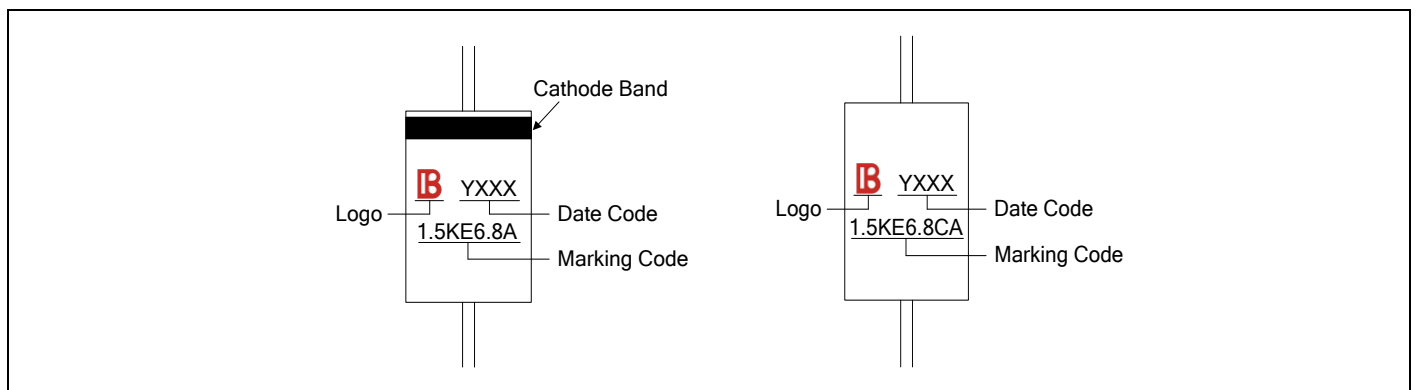 Cathode Band
B YXXX
Logo Date Code
1.5KE6.8A
Marking Code
B YXXX
Logo Date Code
1.5KE6.8CA
Marking Code